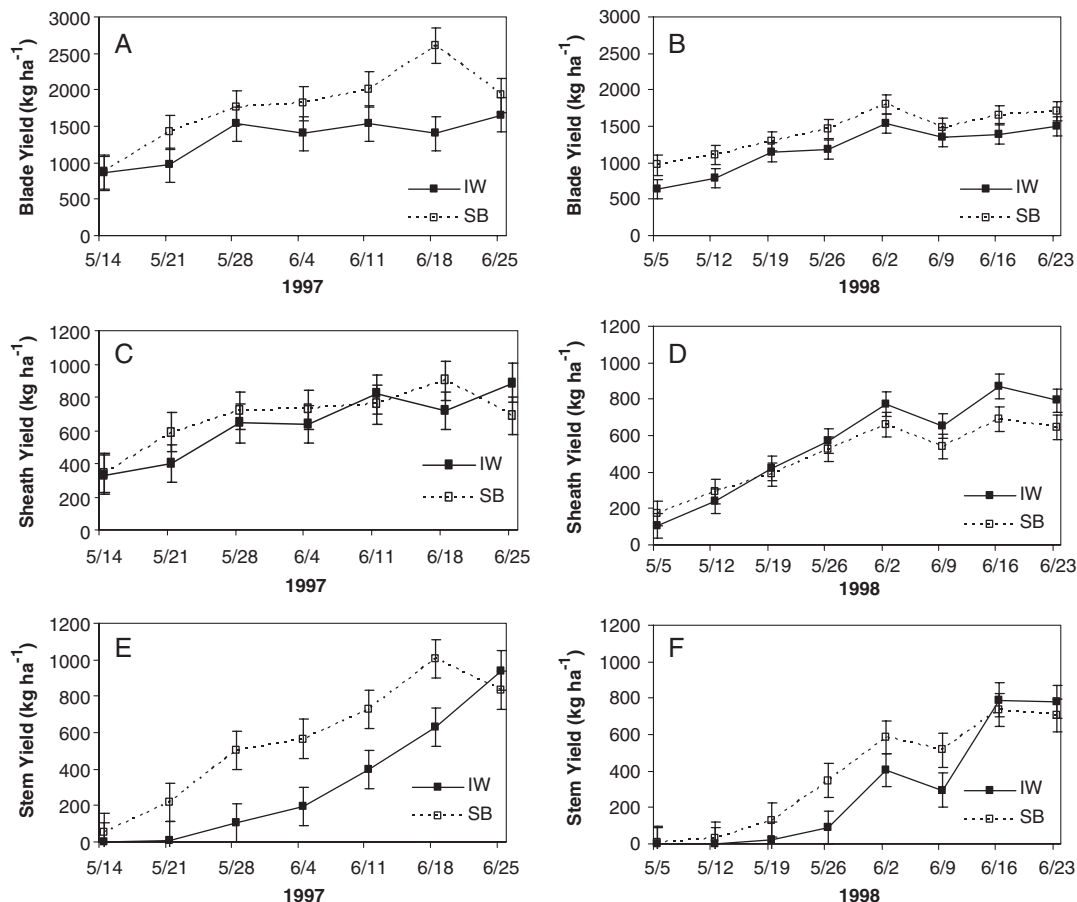 A
Blade Yield (kg ha⁻¹)
3000
2500
2000
1500
1000
500
0
IW
SB
5/14 5/21 5/28 6/4 6/11 6/18 6/25
1997
B
Blade Yield (kg ha⁻¹)
3000
2500
2000
1500
1000
500
0
IW
SB
5/5 5/12 5/19 5/26 6/2 6/9 6/16 6/23
1998
C
Sheath Yield (kg ha⁻¹)
1200
1000
800
600
400
200
0
IW
SB
5/14 5/21 5/28 6/4 6/11 6/18 6/25
1997
D
Sheath Yield (kg ha⁻¹)
1200
1000
800
600
400
200
0
IW
SB
5/5 5/12 5/19 5/26 6/2 6/9 6/16 6/23
1998
E
Stem Yield (kg ha⁻¹)
1200
1000
800
600
400
200
0
IW
SB
5/14 5/21 5/28 6/4 6/11 6/18 6/25
1997
F
Stem Yield (kg ha⁻¹)
1200
1000
800
600
400
200
0
IW
SB
5/5 5/12 5/19 5/26 6/2 6/9 6/16 6/23
1998